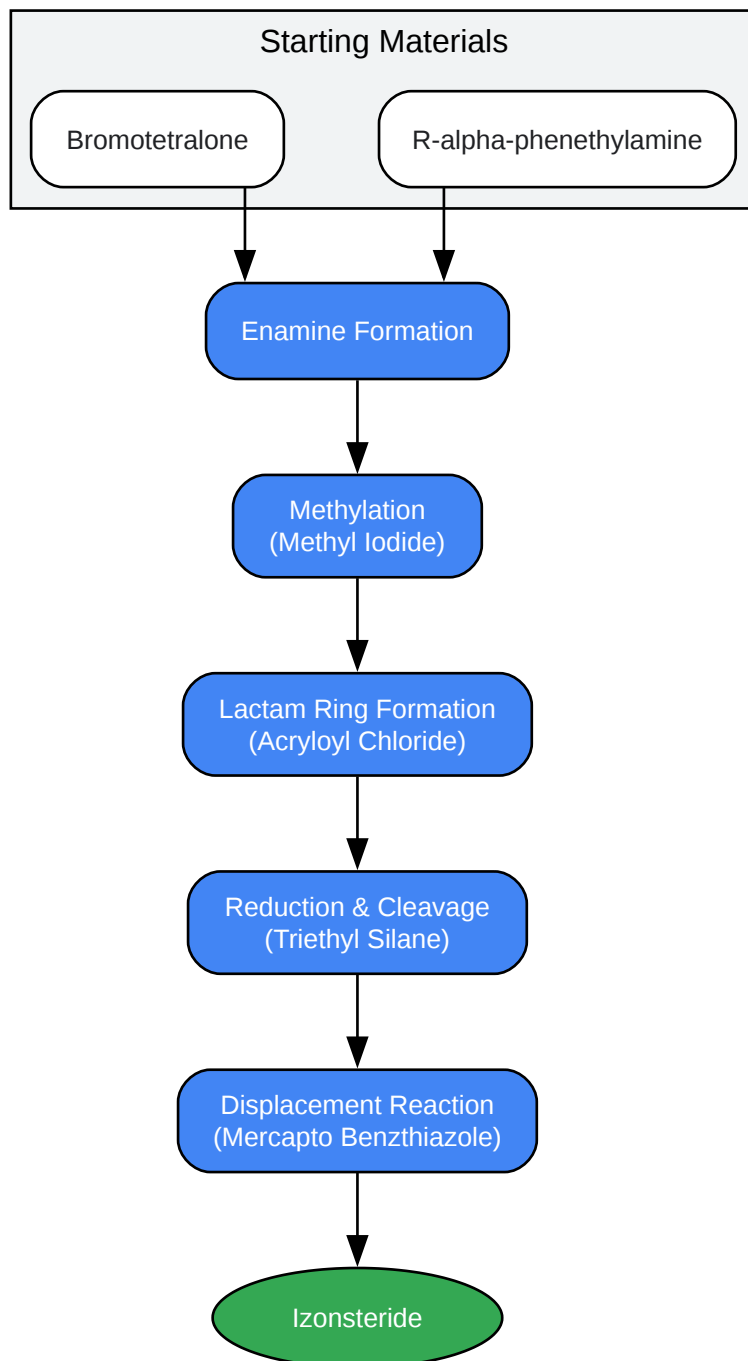 Starting Materials
Bromotetralone
R-alpha-phenethylamine
Enamine Formation
Methylation
(Methyl Iodide)
Lactam Ring Formation
(Acryloyl Chloride)
Reduction & Cleavage
(Triethyl Silane)
Displacement Reaction
(Mercapto Benzthiazole)
Izonsteride